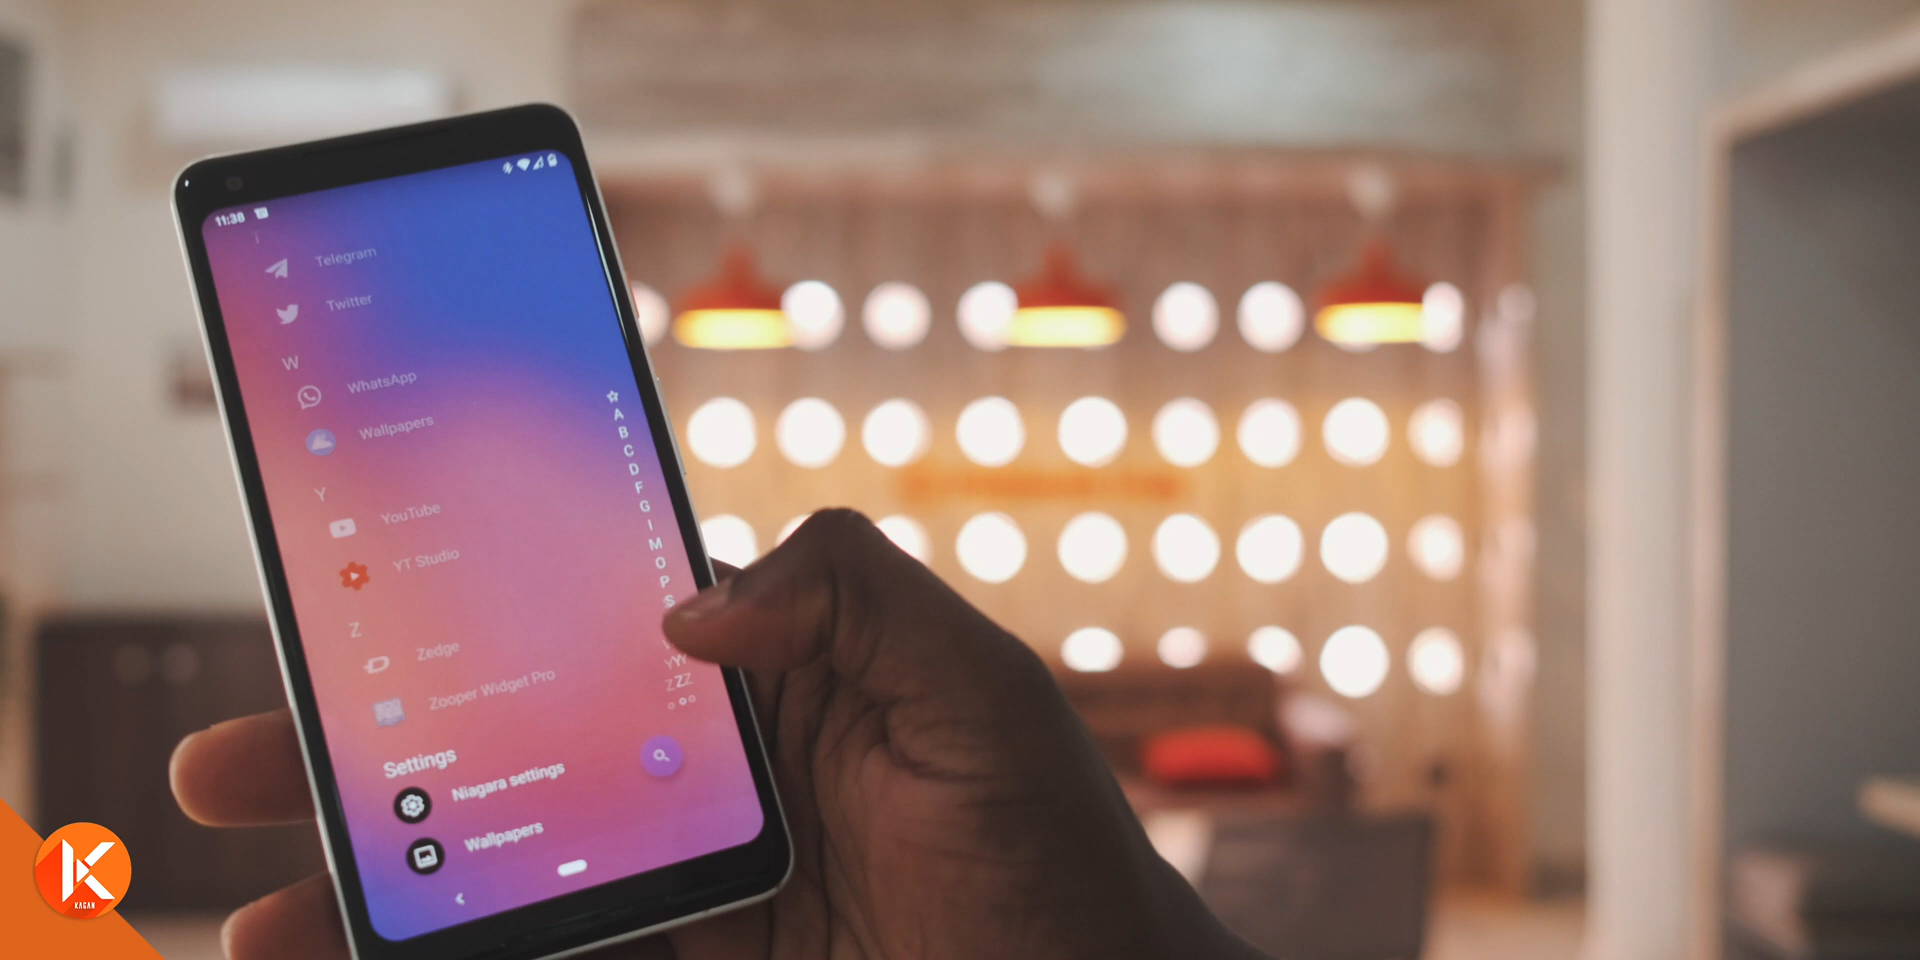 11:38
Telegram
Twitter
W
WhatsApp
Wallpapers
Y
YouTube
YT Studio
Z
Zedge
Zooper Widget Pro
Settings
Niagara settings
Wallpapers
A
B
C
D
F
G
I
M
O
P
S
Y
Z
KAGAN